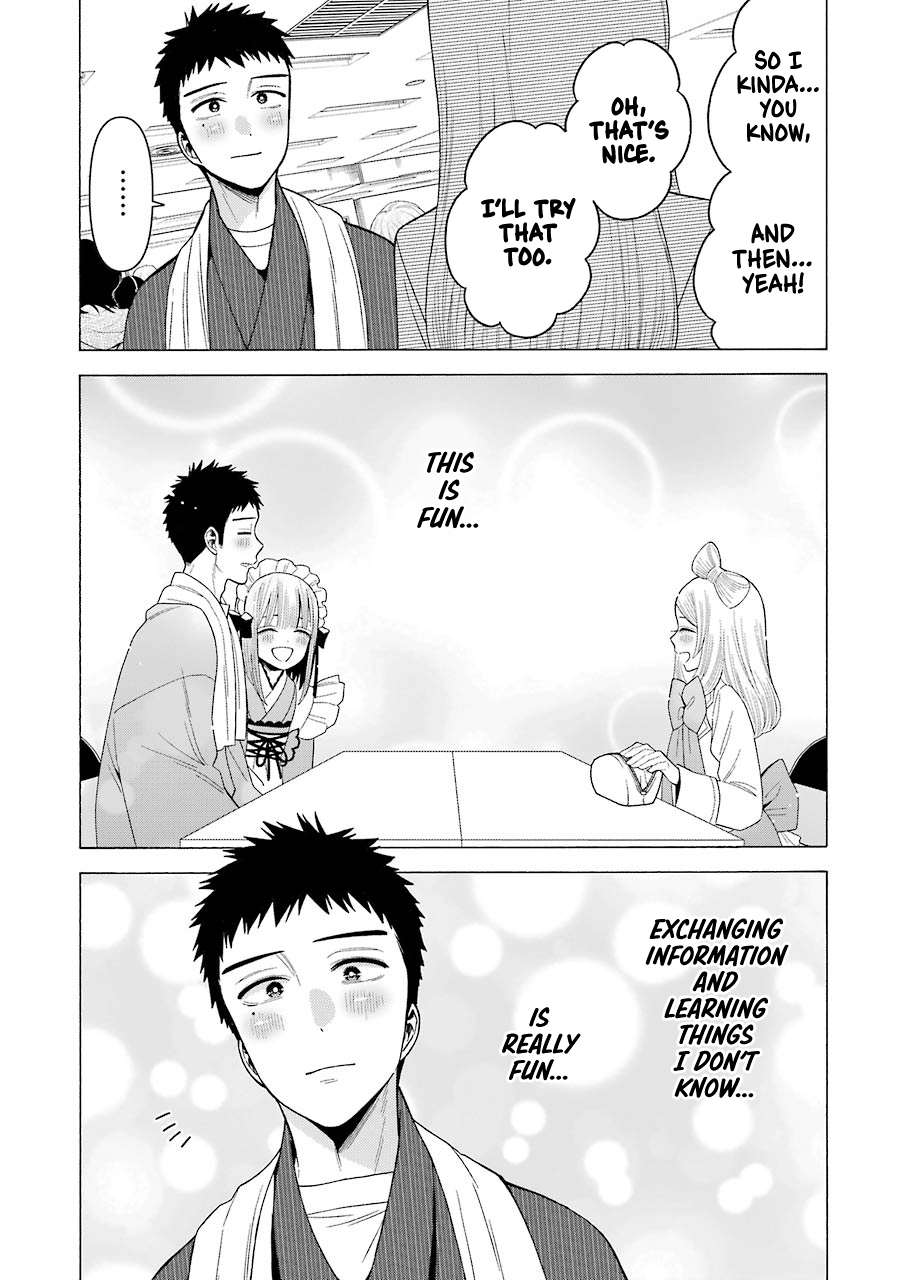 SO I
KINDA...
YOU
KNOW,
AND
THEN...
YEAH!
OH,
THAT'S
NICE.
I'LL TRY
THAT
TOO.
......
THIS
IS
FUN...
EXCHANGING
INFORMATION
AND
LEARNING
THINGS
I DON'T
KNOW...
IS
REALLY
FUN...